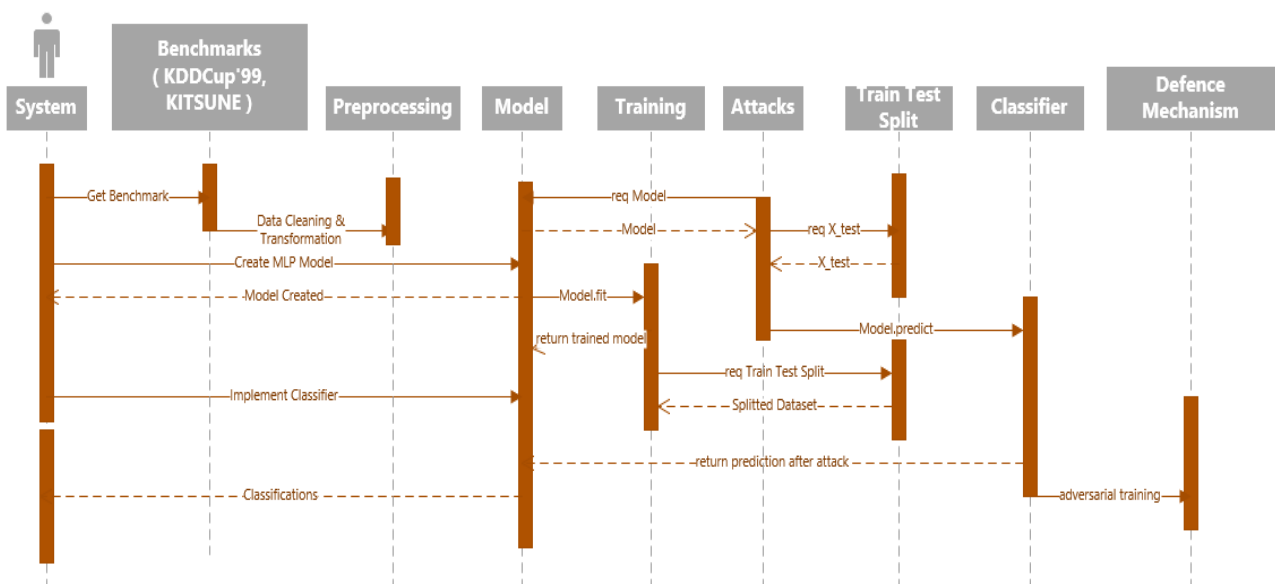 System
Benchmarks
( KDDCup'99,
KITSUNE )
Preprocessing
Model
Training
Attacks
Train Test
Split
Classifier
Defence
Mechanism
Get Benchmark
req Model
Data Cleaning &
Transformation
Model
req X_test
Create MLP Model
X_test
Model Created
Model.fit
Model.predict
return trained model
req Train Test Split
Implement Classifier
Splitted Dataset
return prediction after attack
Classifications
adversarial training